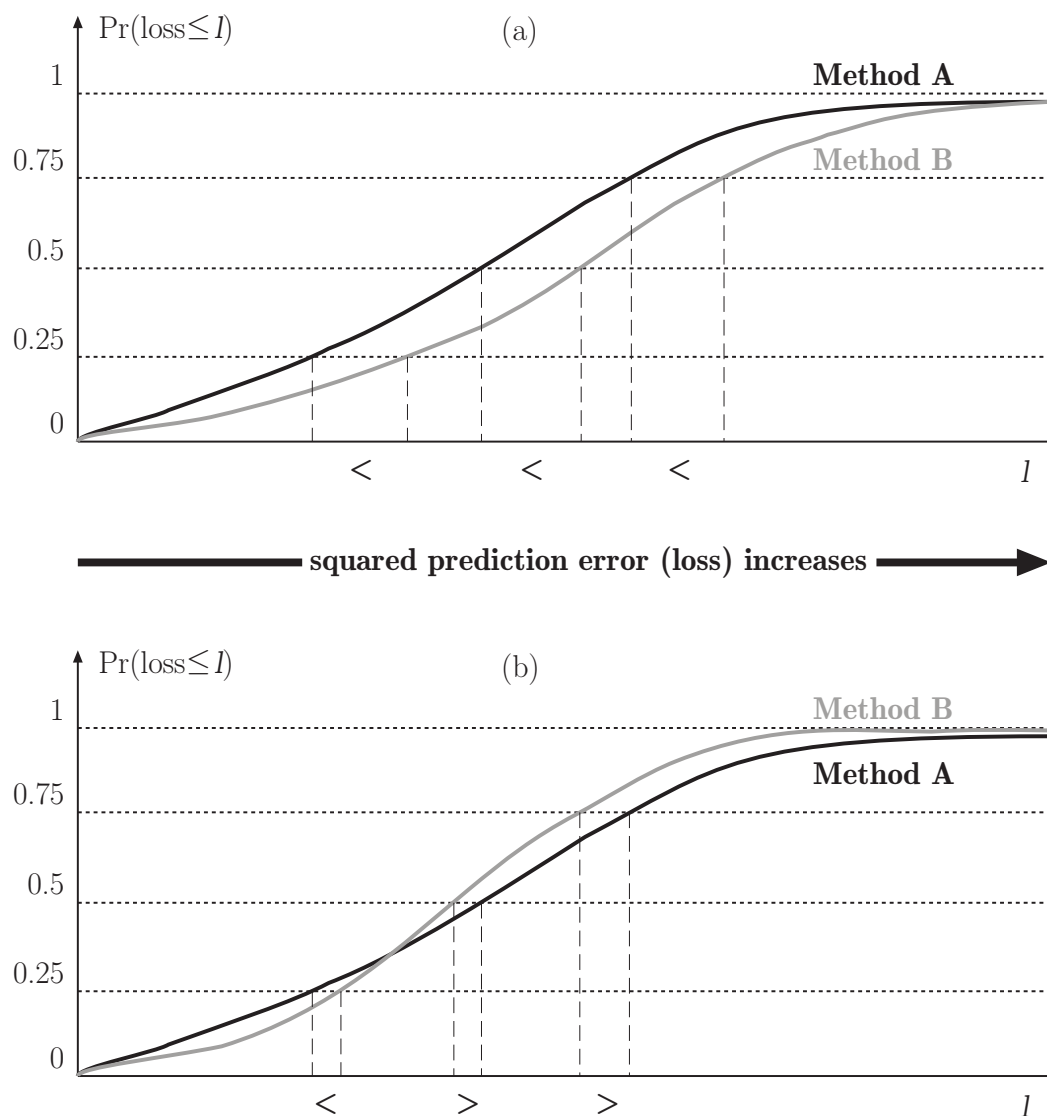 Pr(loss≤l) (a)
1 Method A
0.75 Method B
0.5
0.25
0
< < < l
squared prediction error (loss) increases
Pr(loss≤l) (b)
1 Method B
Method A
0.75
0.5
0.25
0
< > > l